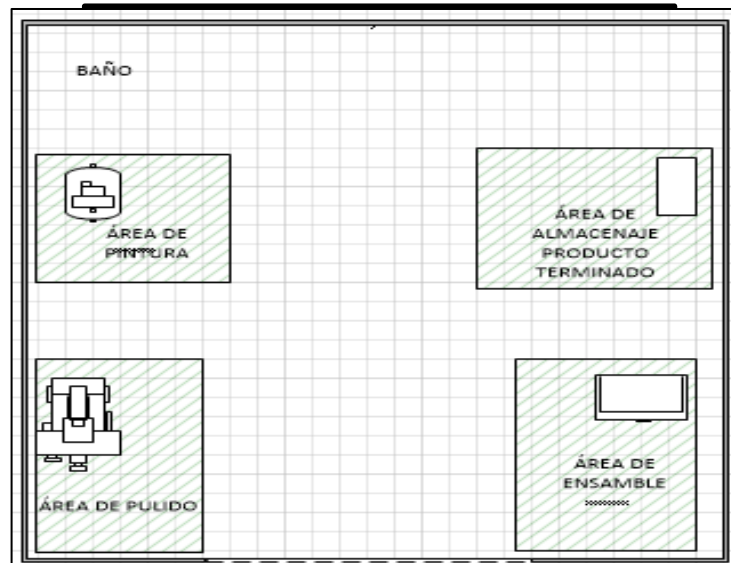 BAÑO
ÁREA DE
PINTURA
ÁREA DE
ALMACENAJE
PRODUCTO
TERMINADO
ÁREA DE PULIDO
ÁREA DE
ENSAMBLE